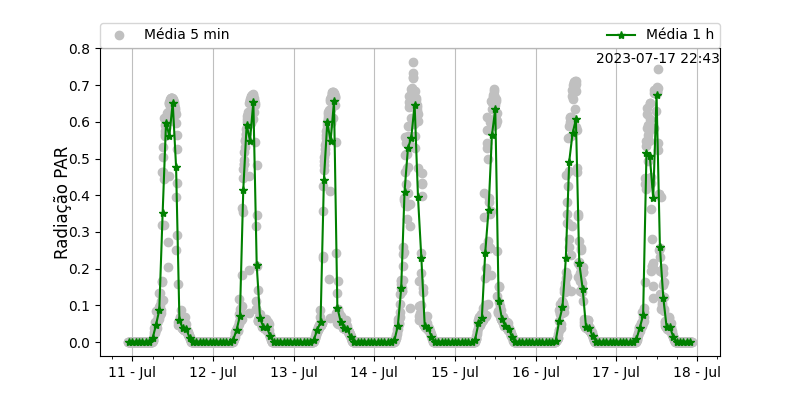 Média 5 min
Média 1 h
2023-07-17 22:43
Radiação PAR
0.8
0.7
0.6
0.5
0.4
0.3
0.2
0.1
0.0
11 - Jul
12 - Jul
13 - Jul
14 - Jul
15 - Jul
16 - Jul
17 - Jul
18 - Jul